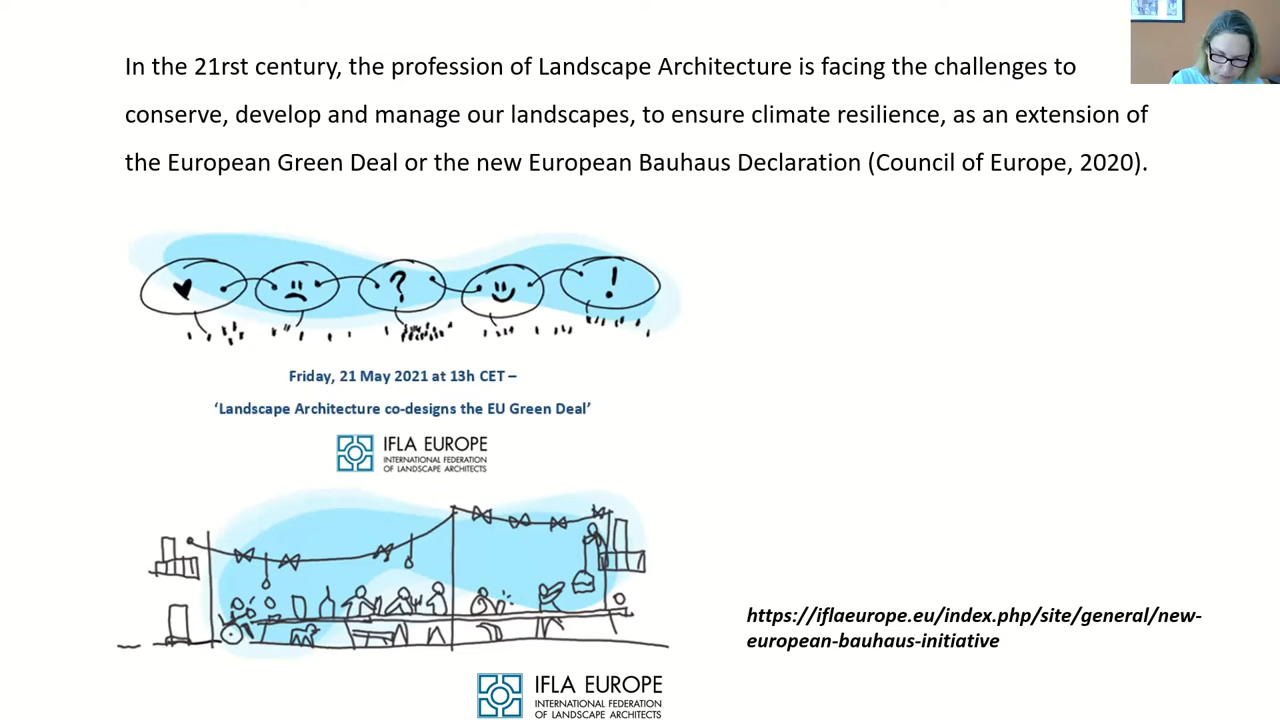 In the 21rst century, the profession of Landscape Architecture is facing the challenges to
conserve, develop and manage our landscapes, to ensure climate resilience, as an extension of
the European Green Deal or the new European Bauhaus Declaration (Council of Europe, 2020).
?
!
Friday, 21 May 2021 at 13h CET –
‘Landscape Architecture co-designs the EU Green Deal’
IFLA EUROPE
INTERNATIONAL FEDERATION
OF LANDSCAPE ARCHITECTS
https://iflaeurope.eu/index.php/site/general/new-
european-bauhaus-initiative
IFLA EUROPE
INTERNATIONAL FEDERATION
OF LANDSCAPE ARCHITECTS